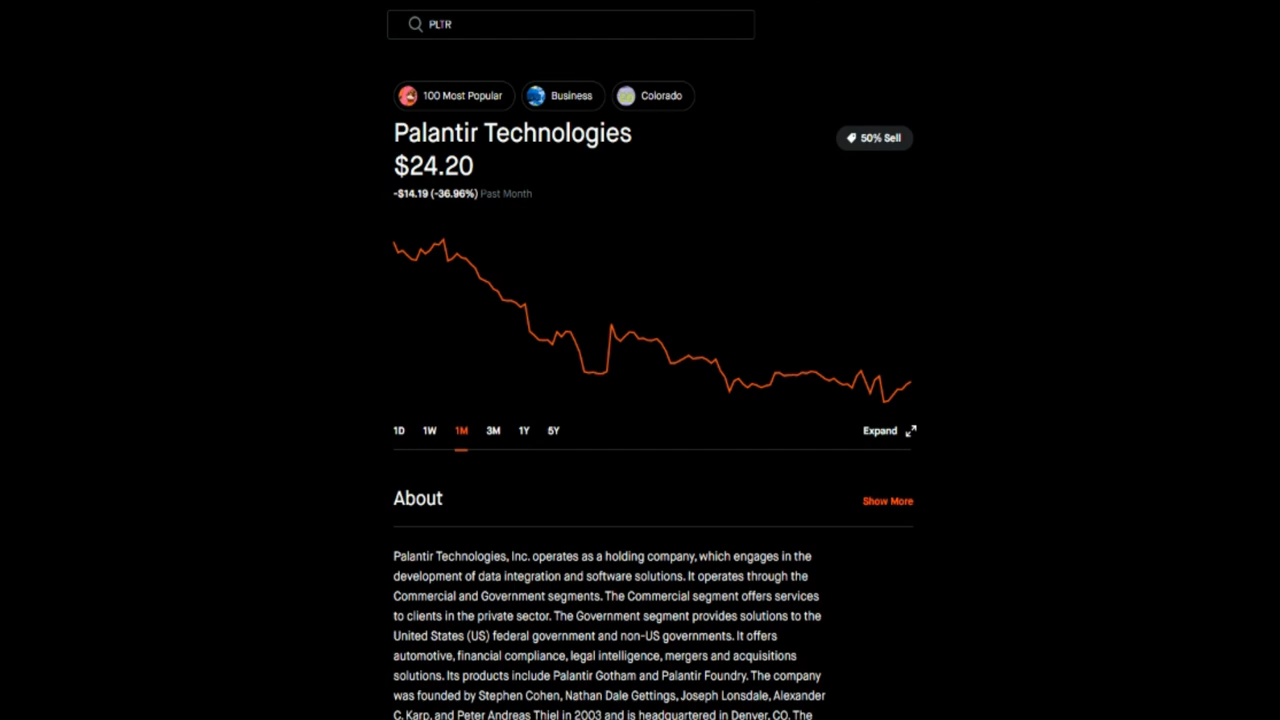 PLTR
100 Most Popular Business Colorado
Palantir Technologies
50% Sell
$24.20
-$14.19 (-36.96%) Past Month
1D 1W 1M 3M 1Y 5Y Expand
About Show More
Palantir Technologies, Inc. operates as a holding company, which engages in the
development of data integration and software solutions. It operates through the
Commercial and Government segments. The Commercial segment offers services
to clients in the private sector. The Government segment provides solutions to the
United States (US) federal government and non-US governments. It offers
automotive, financial compliance, legal intelligence, mergers and acquisitions
solutions. Its products include Palantir Gotham and Palantir Foundry. The company
was founded by Stephen Cohen, Nathan Dale Gettings, Joseph Lonsdale, Alexander
C. Karp, and Peter Andreas Thiel in 2003 and is headquartered in Denver, CO. The